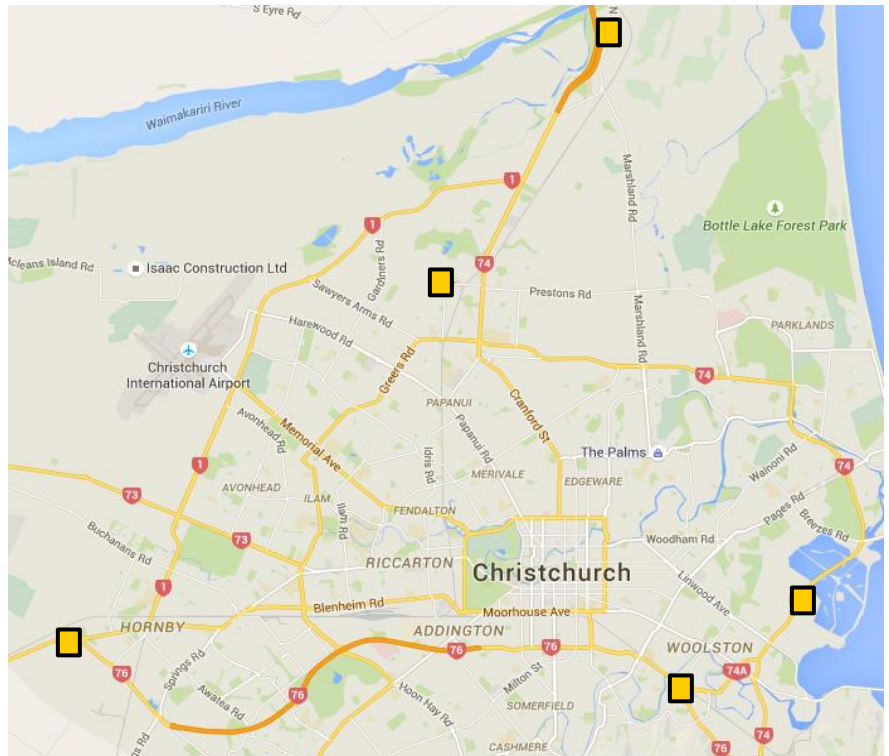 S Eyre Rd
N
Waimakariri River
Marshland Rd
1
Bottle Lake Forest Park
1
Gardiners Rd
74
Mcleans Island Rd
Isaac Construction Ltd
Sawyers Arms Rd
Prestons Rd
Marshland Rd
Harewood Rd
PARKLANDS
Christchurch
International Airport
Greers Rd
74
PAPANUI
Cranford St
Avonhead Rd
Memorial Ave
Papanui Rd
The Palms
Idris Rd
Wainoni Rd
74
1
MERIVALE
73
AVONHEAD
EDGEWARE
ILAM
Pages Rd
Ilam Rd
FENDALTON
Breezes Rd
Buchanans Rd
73
Woodham Rd
RICCARTON
Christchurch
Linwood Ave
1
Blenheim Rd
Moorhouse Ave
HORNBY
ADDINGTON
76
76
WOOLSTON
Springs Rd
76
Milton St
74A
Awatea Rd
76
Hoon Hay Rd
SOMERFIELD
76
74
CASHMERE